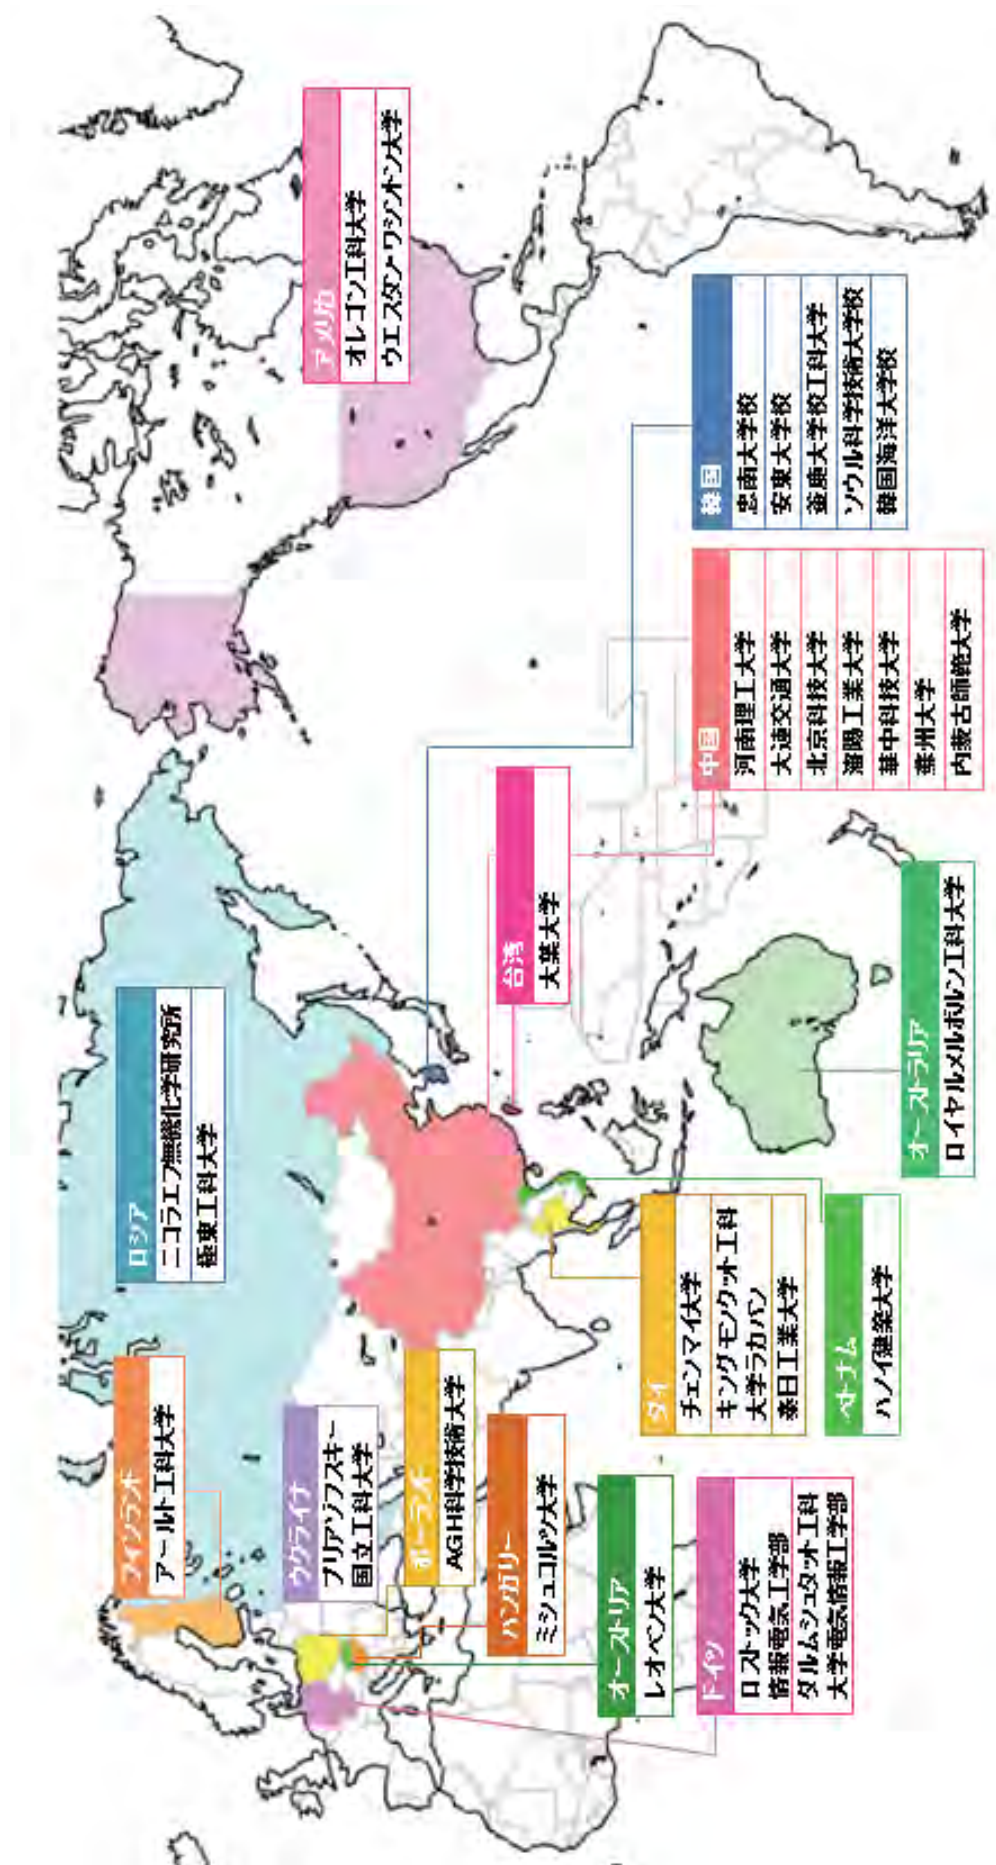 フィンランド
アールト工科大学
ロシア
ニコラエフ無機化学研究所
極東工科大学
アメリカ
オレゴン工科大学
ウエスタン・ワシントン大学
ウクライナ
プリアゾフスキー
国立工科大学
ポーランド
AGH科学技術大学
ハンガリー
ミシュコルツ大学
オーストリア
レオベン大学
ドイツ
ロストック大学
情報電気工学部
ダルムシュタット工科
大学電気情報工学部
台湾
大葉大学
タイ
チェンマイ大学
キングモンクット工科
大学ラカバン
泰日工業大学
ベトナム
ハノイ建築大学
オーストラリア
ロイヤルメルボルン工科大学
中国
河南理工大学
大連交通大学
北京科技大学
瀋陽工業大学
華中科技大学
蘇州大学
内蒙古師範大学
韓国
忠南大学校
安東大学校
釜慶大学校工科大学
ソウル科学技術大学校
韓国海洋大学校